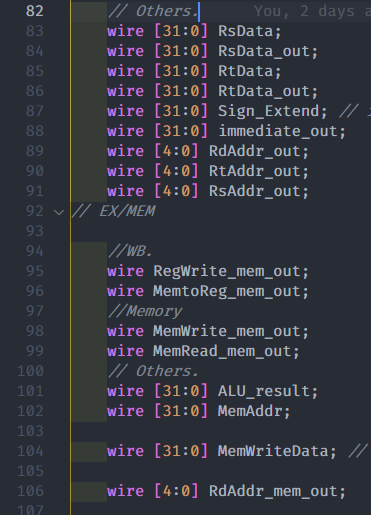 82 // Others. You, 2 days a
83 wire [31:0] RsData;
84 wire [31:0] RsData_out;
85 wire [31:0] RtData;
86 wire [31:0] RtData_out;
87 wire [31:0] Sign_Extend; //
88 wire [31:0] immediate_out;
89 wire [4:0] RdAddr_out;
90 wire [4:0] RtAddr_out;
91 wire [4:0] RsAddr_out;
92 // EX/MEM
93
94 //WB.
95 wire RegWrite_mem_out;
96 wire MemtoReg_mem_out;
97 //Memory
98 wire MemWrite_mem_out;
99 wire MemRead_mem_out;
100 // Others.
101 wire [31:0] ALU_result;
102 wire [31:0] MemAddr;
103
104 wire [31:0] MemWriteData; //
105
106 wire [4:0] RdAddr_mem_out;
107